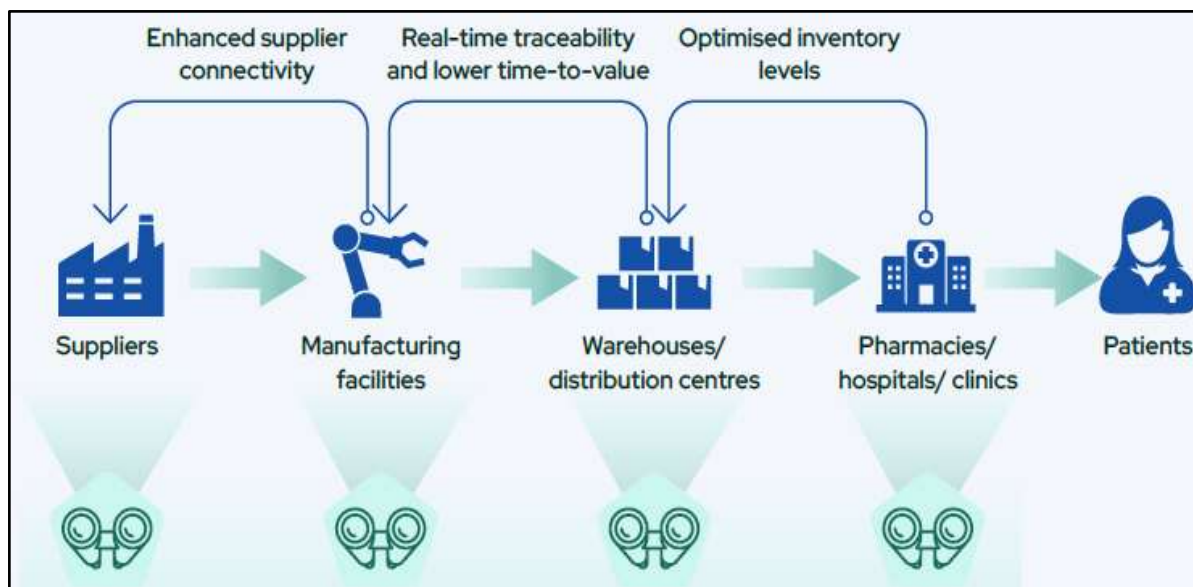 Enhanced supplier
connectivity
Real-time traceability
and lower time-to-value
Optimised inventory
levels
Suppliers
Manufacturing
facilities
Warehouses/
distribution centres
Pharmacies/
hospitals/ clinics
Patients